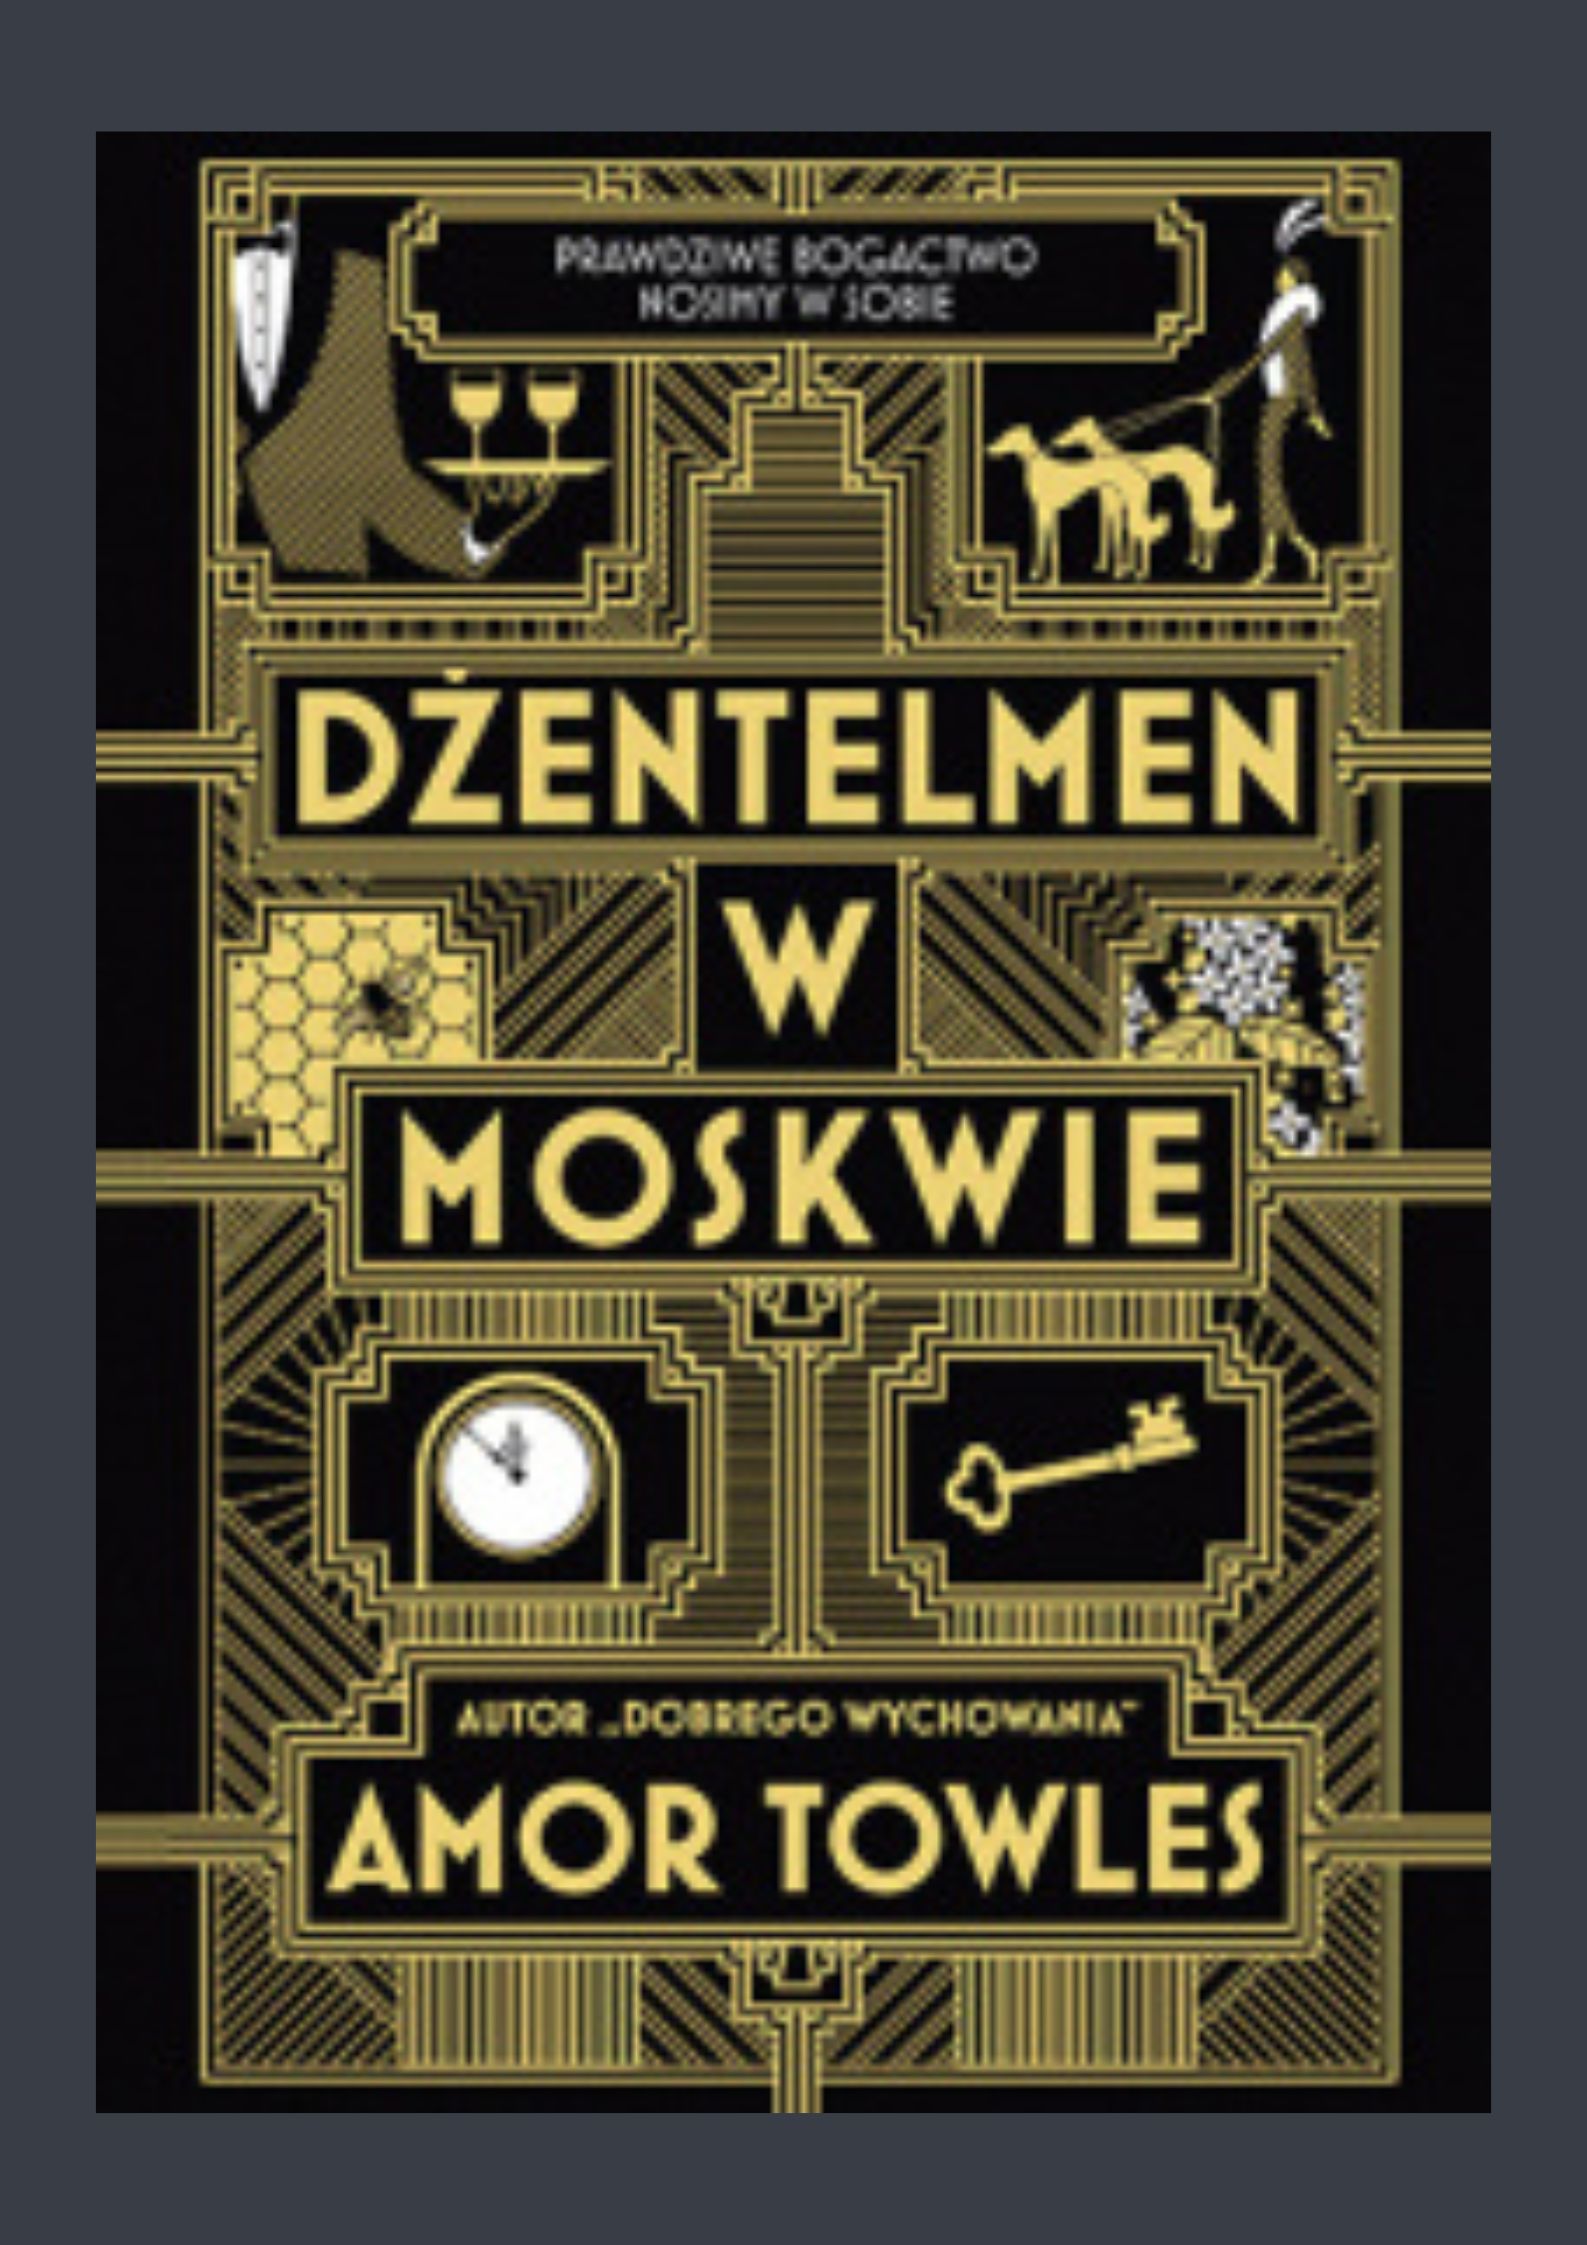 PRAWDZIWE BOGACTWO
NOSIMY W SOBIE
DŻENTELMEN
W
MOSKWIE
AUTOR „DOBREGO WYCHOWANIA”
AMOR TOWLES